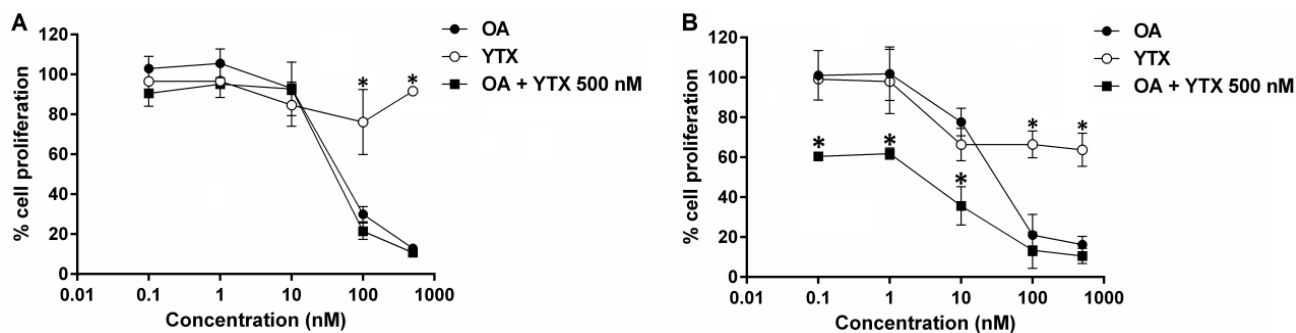 A
% cell proliferation
120
100
80
60
40
20
0
* *
0.01 0.1 1 10 100 1000
Concentration (nM)
OA
YTX
OA + YTX 500 nM
B
% cell proliferation
120
100
80
60
40
20
0
* * * * *
0.01 0.1 1 10 100 1000
Concentration (nM)
OA
YTX
OA + YTX 500 nM